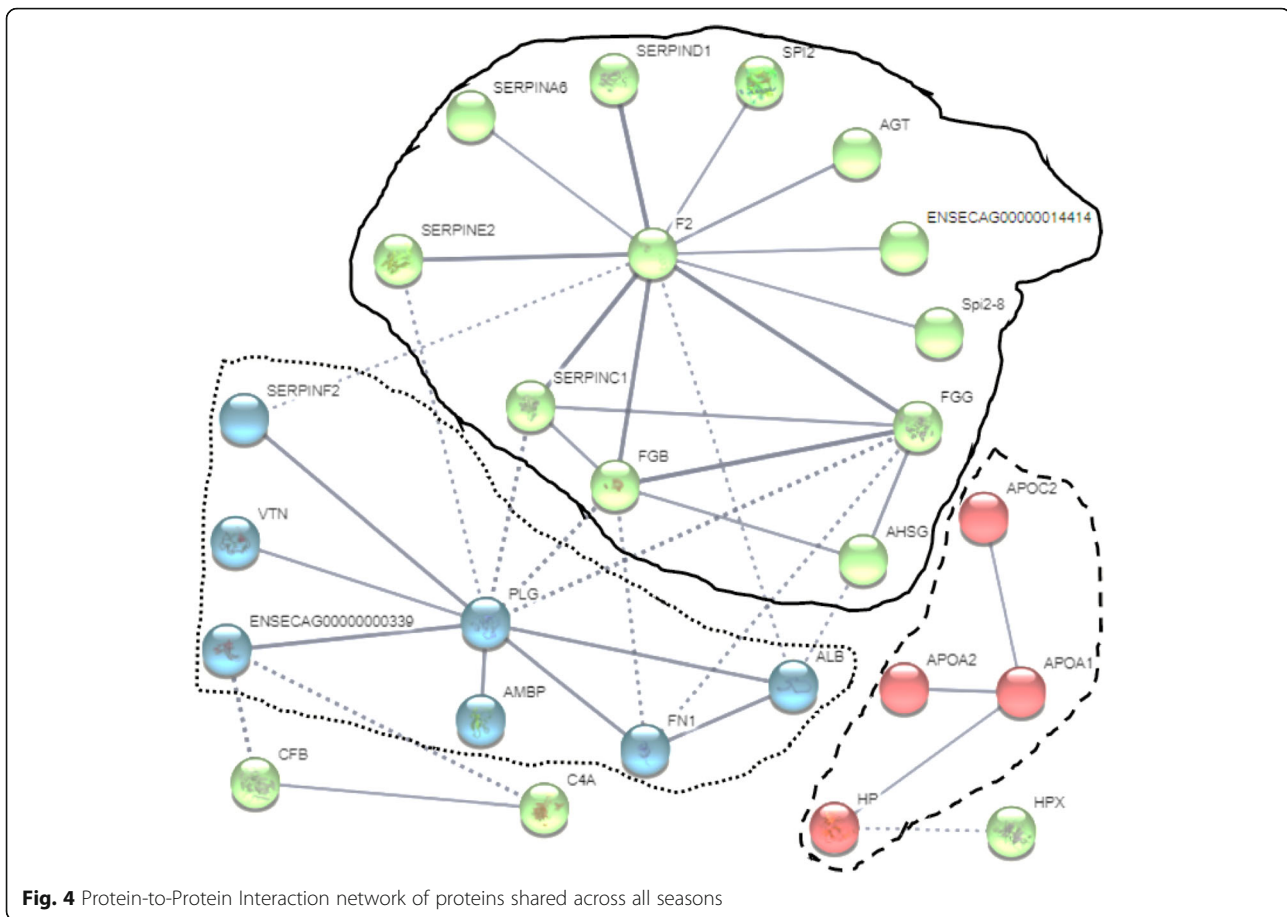 SERPIND1
SPI2
SERPINA6
AGT
F2
ENSECAG00000014414
SERPINE2
Spi2-8
SERPINC1
SERPINF2
FGG
FGB
APOC2
VTN
AHSG
PLG
ENSECAG00000000339
ALB
APOA2
APOA1
AMBP
FN1
CFB
C4A
HP
HPX
Fig. 4 Protein-to-Protein Interaction network of proteins shared across all seasons